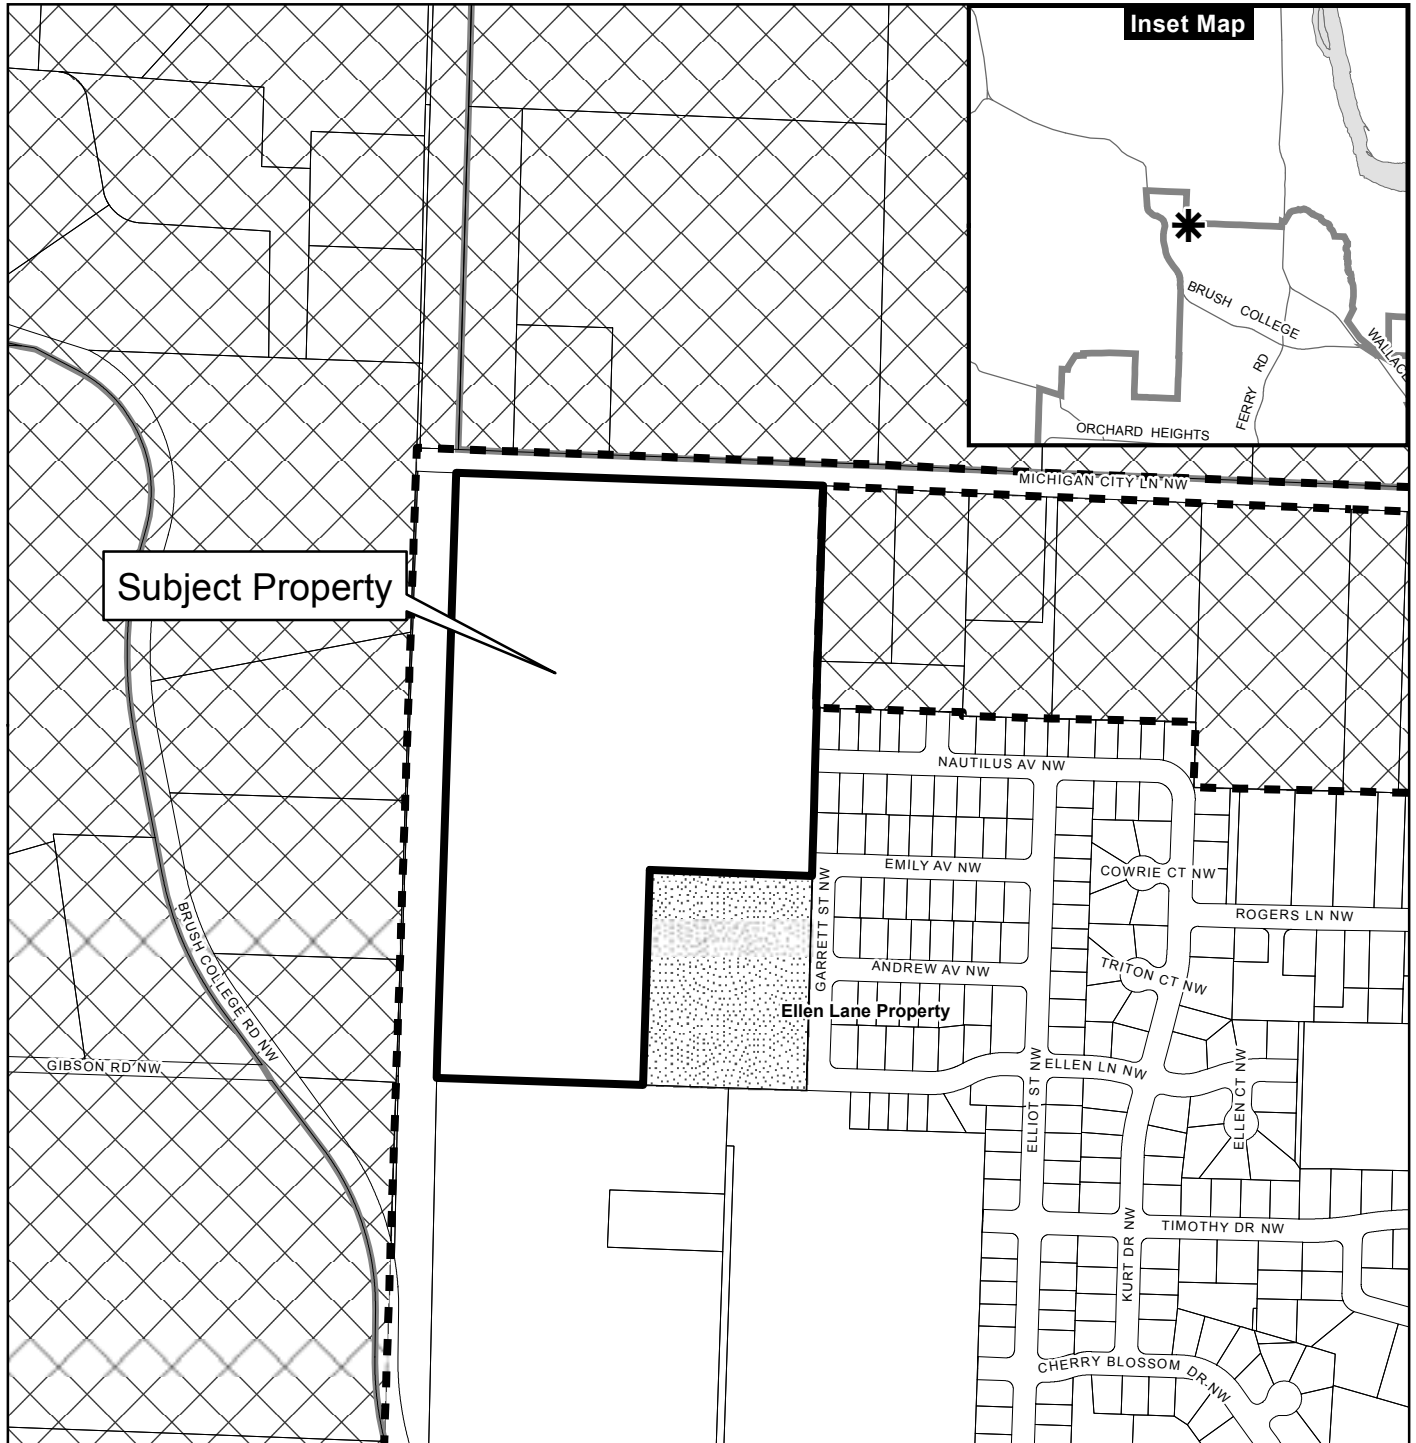 Inset Map
BRUSH COLLEGE
WALLACE
FERRY RD
ORCHARD HEIGHTS
MICHIGAN CITY LN NW
Subject Property
NAUTILUS AV NW
EMILY AV NW
COWRIE CT NW
ROGERS LN NW
GARRETT ST NW
BRUSH COLLEGE RD NW
ANDREW AV NW
TRITON CT NW
Ellen Lane Property
GIBSON RD NW
ELLEN LN NW
ELLIOT ST NW
ELLEN CT NW
KURT DR NW
TIMOTHY DR NW
CHERRY BLOSSOM DR NW